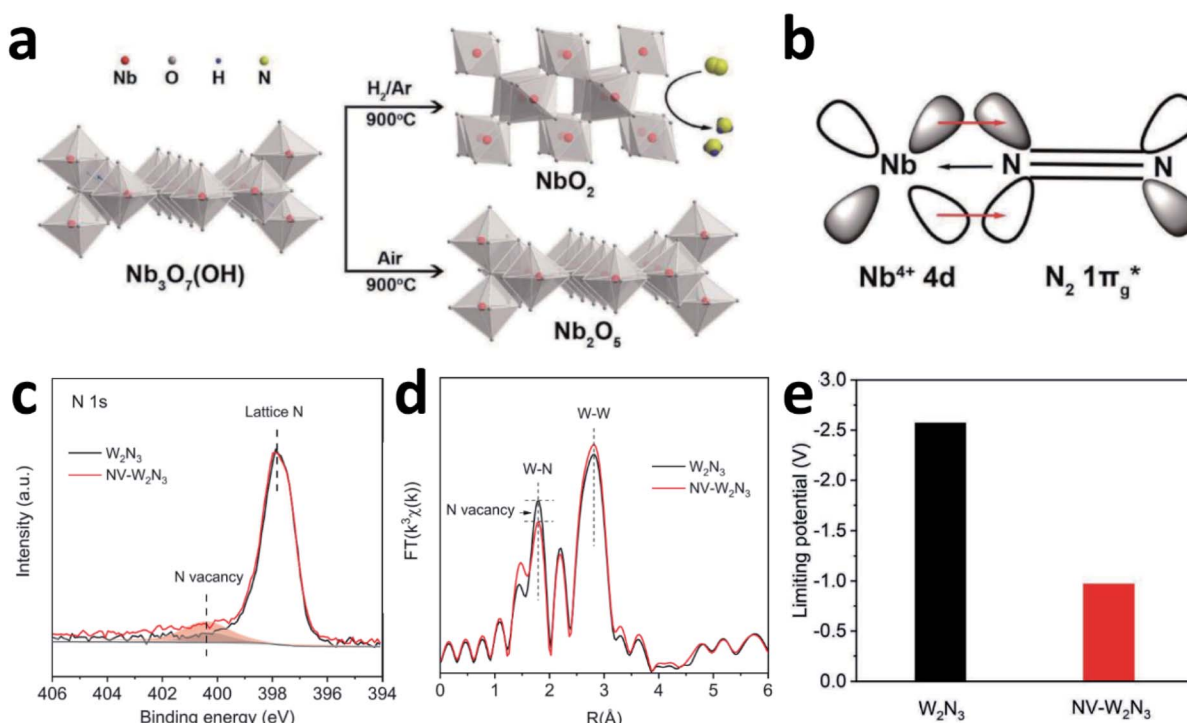 a
Nb O H N
H₂/Ar
900°C
NbO₂
Nb₃O₇(OH)
Air
900°C
Nb₂O₅
b
Nb N N
Nb⁴⁺ 4d N₂ 1πg*
c
N 1s
Lattice N
W₂N₃
NV-W₂N₃
N vacancy
Intensity (a.u.)
406 404 402 400 398 396 394
Binding energy (eV)
d
W-W
W-N
W₂N₃
NV-W₂N₃
N vacancy
FT(k³χ(k))
0 1 2 3 4 5 6
R(Å)
e
-3.0
-2.5
-2.0
-1.5
-1.0
-0.5
0.0
Limiting potential (V)
W₂N₃ NV-W₂N₃